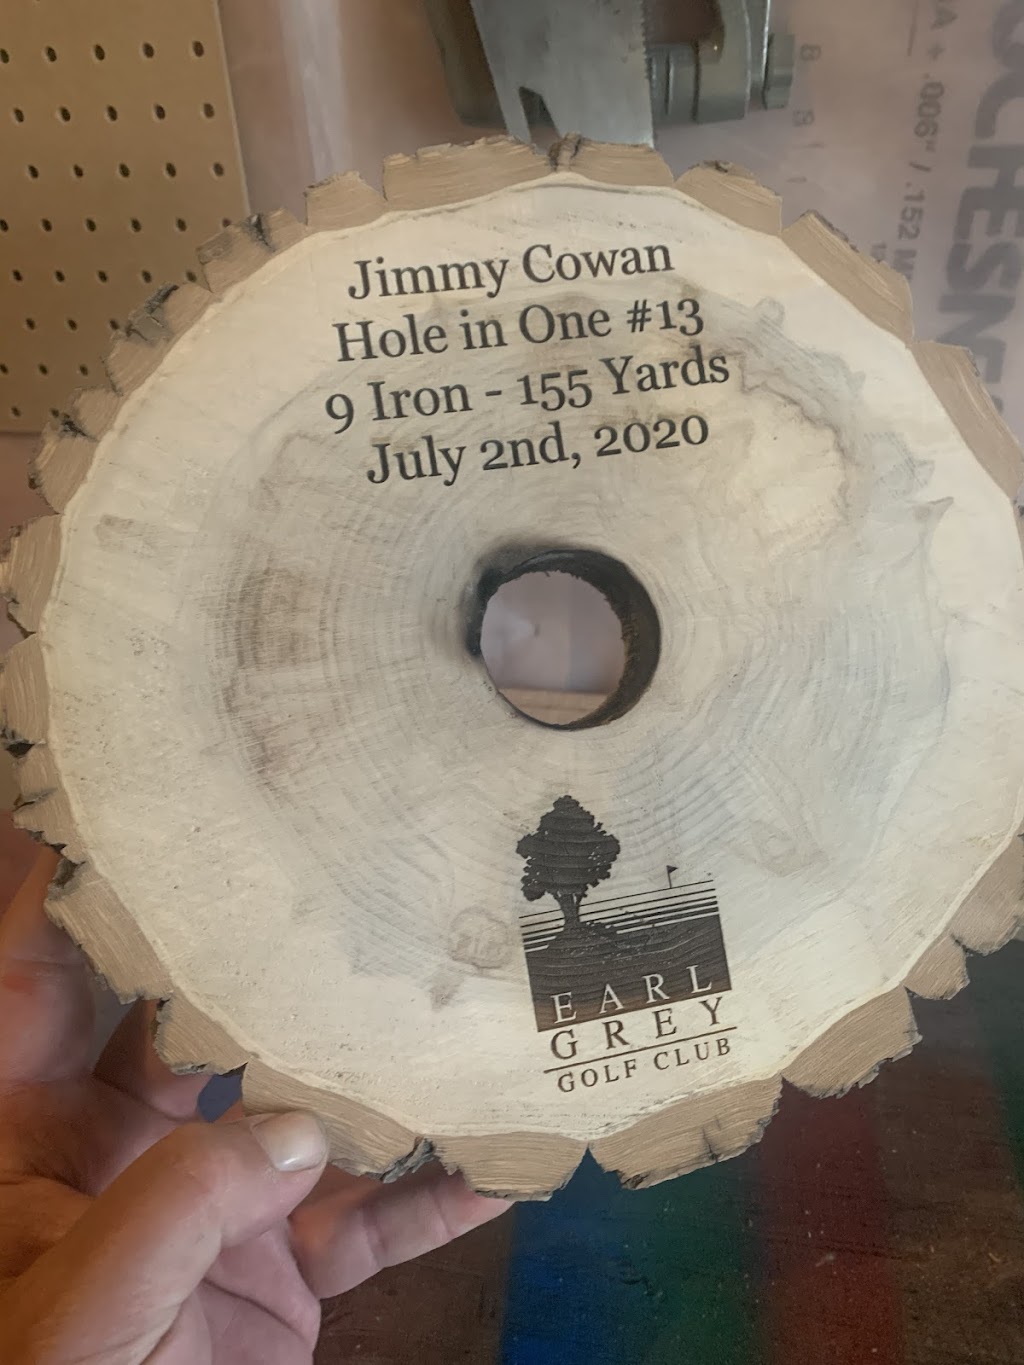 Jimmy Cowan
Hole in One #13
9 Iron - 155 Yards
July 2nd, 2020
EARL
GREY
GOLF CLUB